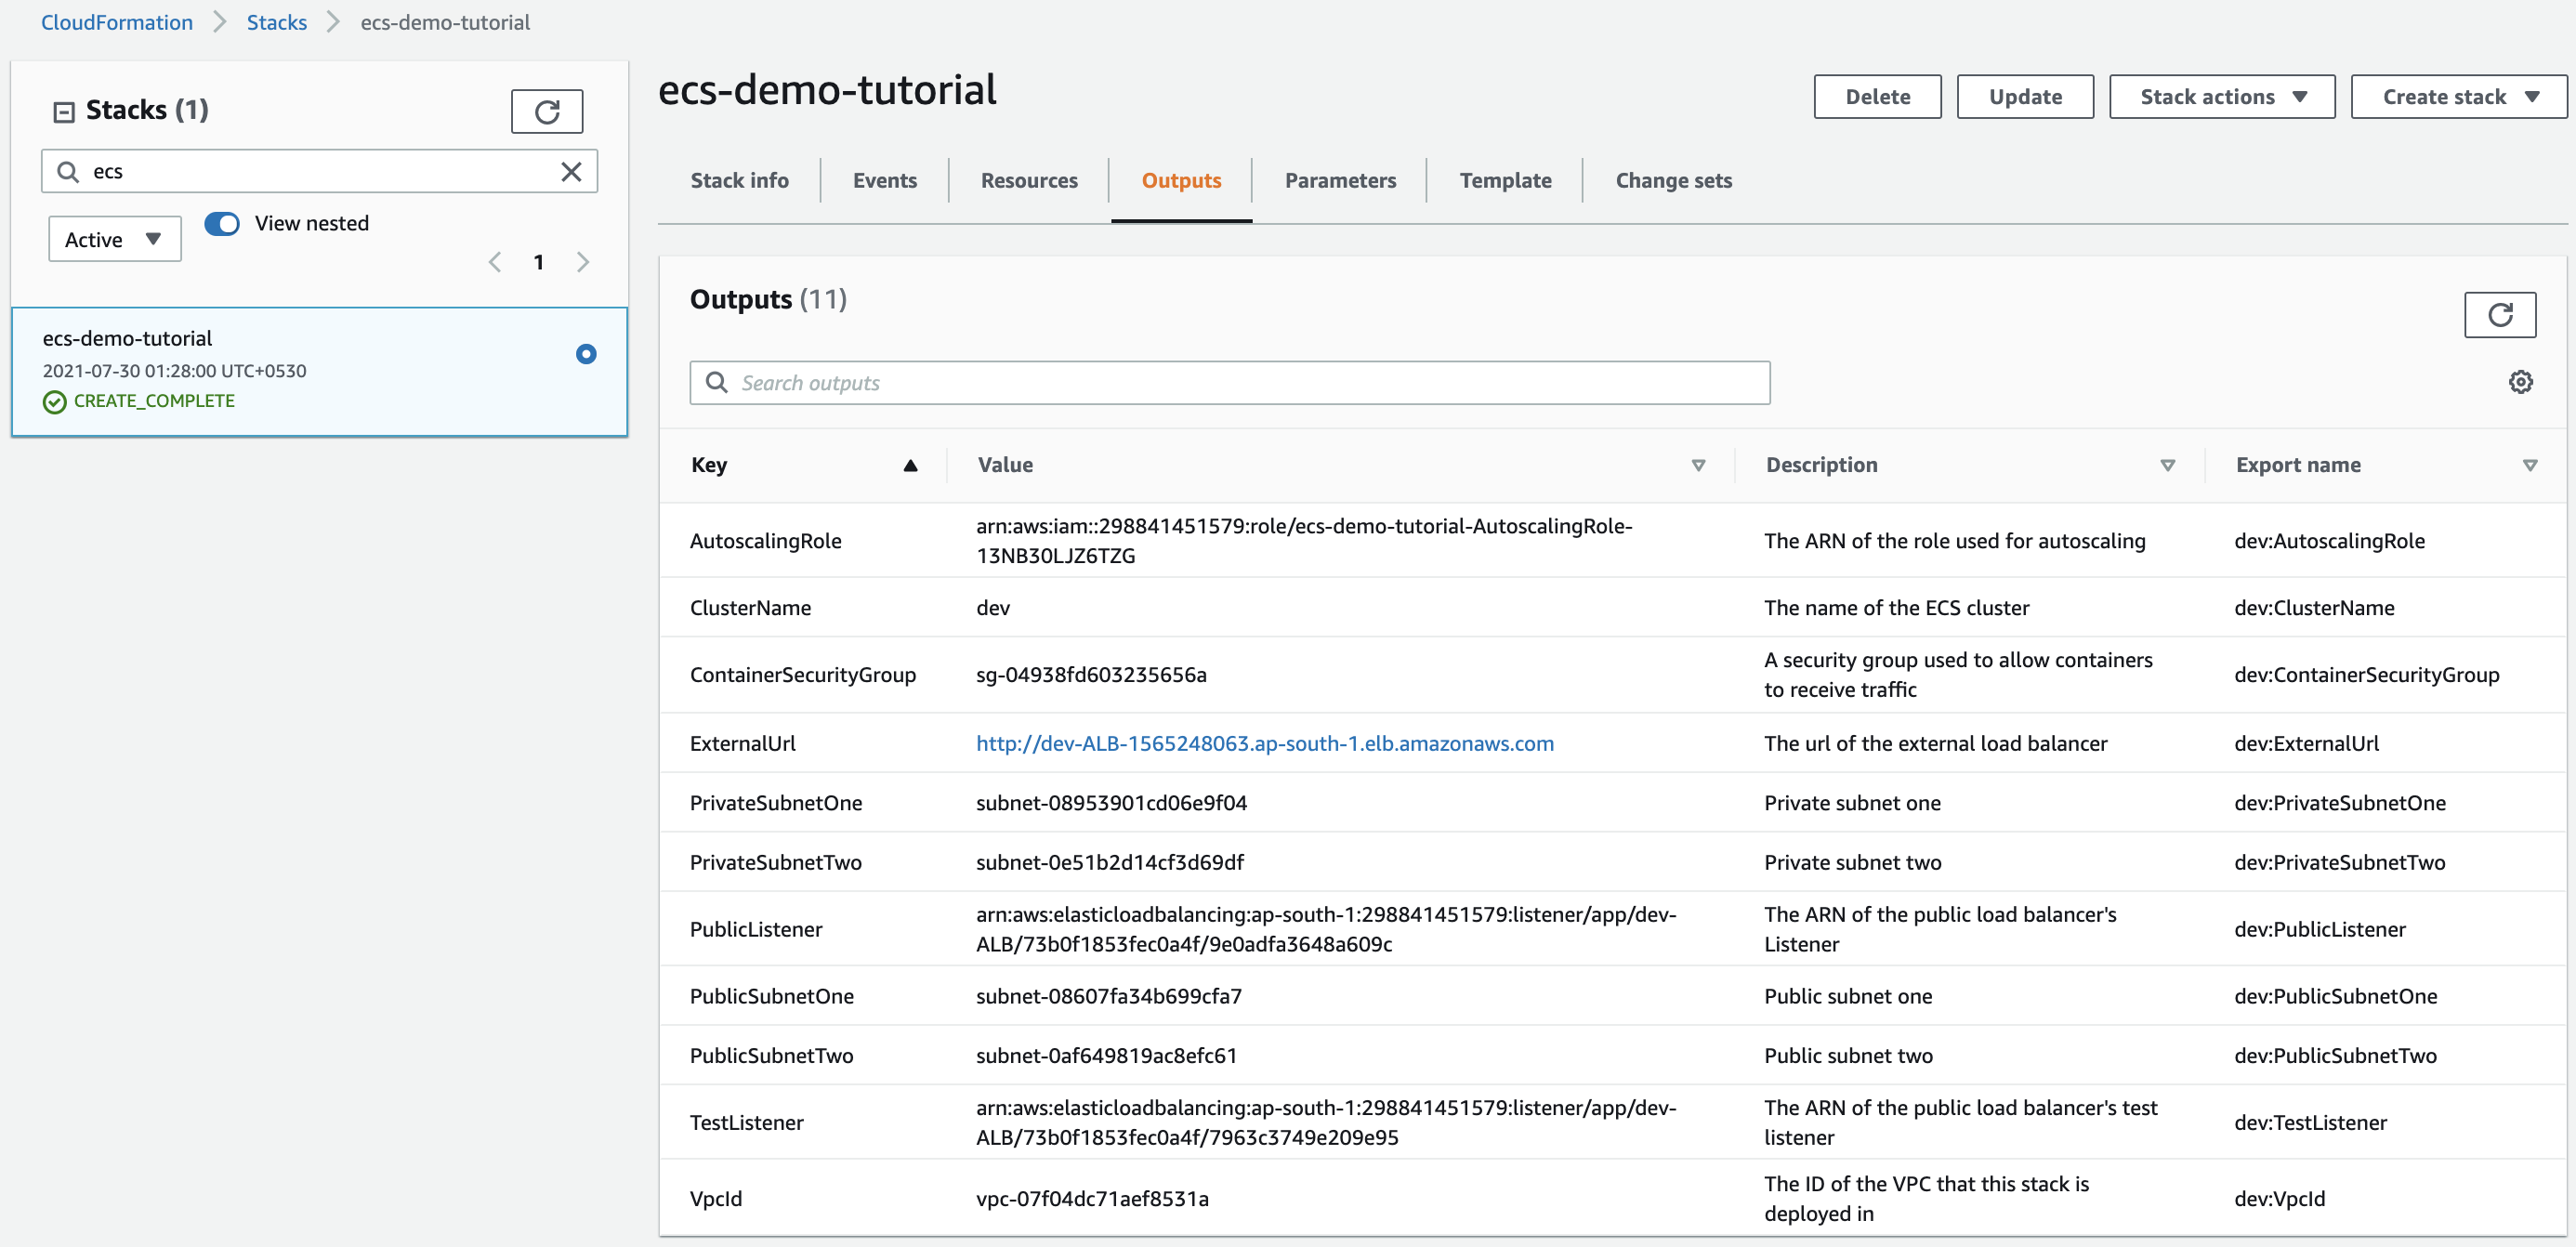 CloudFormation > Stacks > ecs-demo-tutorial
Stacks (1)
ecs
Active
View nested
1
ecs-demo-tutorial
2021-07-30 01:28:00 UTC+0530
CREATE_COMPLETE
ecs-demo-tutorial
Delete Update Stack actions Create stack
Stack info Events Resources Outputs Parameters Template Change sets
Outputs (11)
Search outputs
Key Value Description Export name
AutoscalingRole
arn:aws:iam::298841451579:role/ecs-demo-tutorial-AutoscalingRole-
13NB30LJZ6TZG
The ARN of the role used for autoscaling
dev:AutoscalingRole
ClusterName dev The name of the ECS cluster dev:ClusterName
ContainerSecurityGroup sg-04938fd603235656a
A security group used to allow containers
to receive traffic
dev:ContainerSecurityGroup
ExternalUrl http://dev-ALB-1565248063.ap-south-1.elb.amazonaws.com The url of the external load balancer dev:ExternalUrl
PrivateSubnetOne subnet-08953901cd06e9f04 Private subnet one dev:PrivateSubnetOne
PrivateSubnetTwo subnet-0e51b2d14cf3d69df Private subnet two dev:PrivateSubnetTwo
PublicListener
arn:aws:elasticloadbalancing:ap-south-1:298841451579:listener/app/dev-
ALB/73b0f1853fec0a4f/9e0adfa3648a609c
The ARN of the public load balancer's
Listener
dev:PublicListener
PublicSubnetOne subnet-08607fa34b699cfa7 Public subnet one dev:PublicSubnetOne
PublicSubnetTwo subnet-0af649819ac8efc61 Public subnet two dev:PublicSubnetTwo
TestListener
arn:aws:elasticloadbalancing:ap-south-1:298841451579:listener/app/dev-
ALB/73b0f1853fec0a4f/7963c3749e209e95
The ARN of the public load balancer's test
listener
dev:TestListener
VpcId vpc-07f04dc71aef8531a
The ID of the VPC that this stack is
deployed in
dev:VpcId